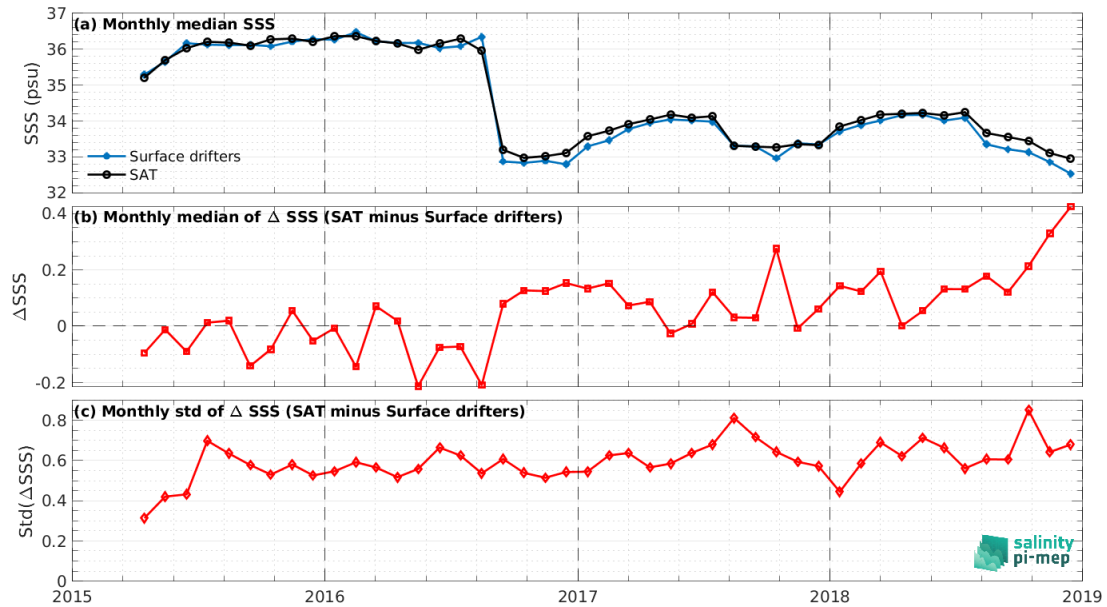 (a) Monthly median SSS
37
36
35
34
33
32
SSS (psu)
Surface drifters
SAT
(b) Monthly median of Δ SSS (SAT minus Surface drifters)
0.4
0.2
0
-0.2
ΔSSS
(c) Monthly std of Δ SSS (SAT minus Surface drifters)
0.8
0.6
0.4
0.2
0
Std(ΔSSS)
salinity
pi-mep
2015 2016 2017 2018 2019